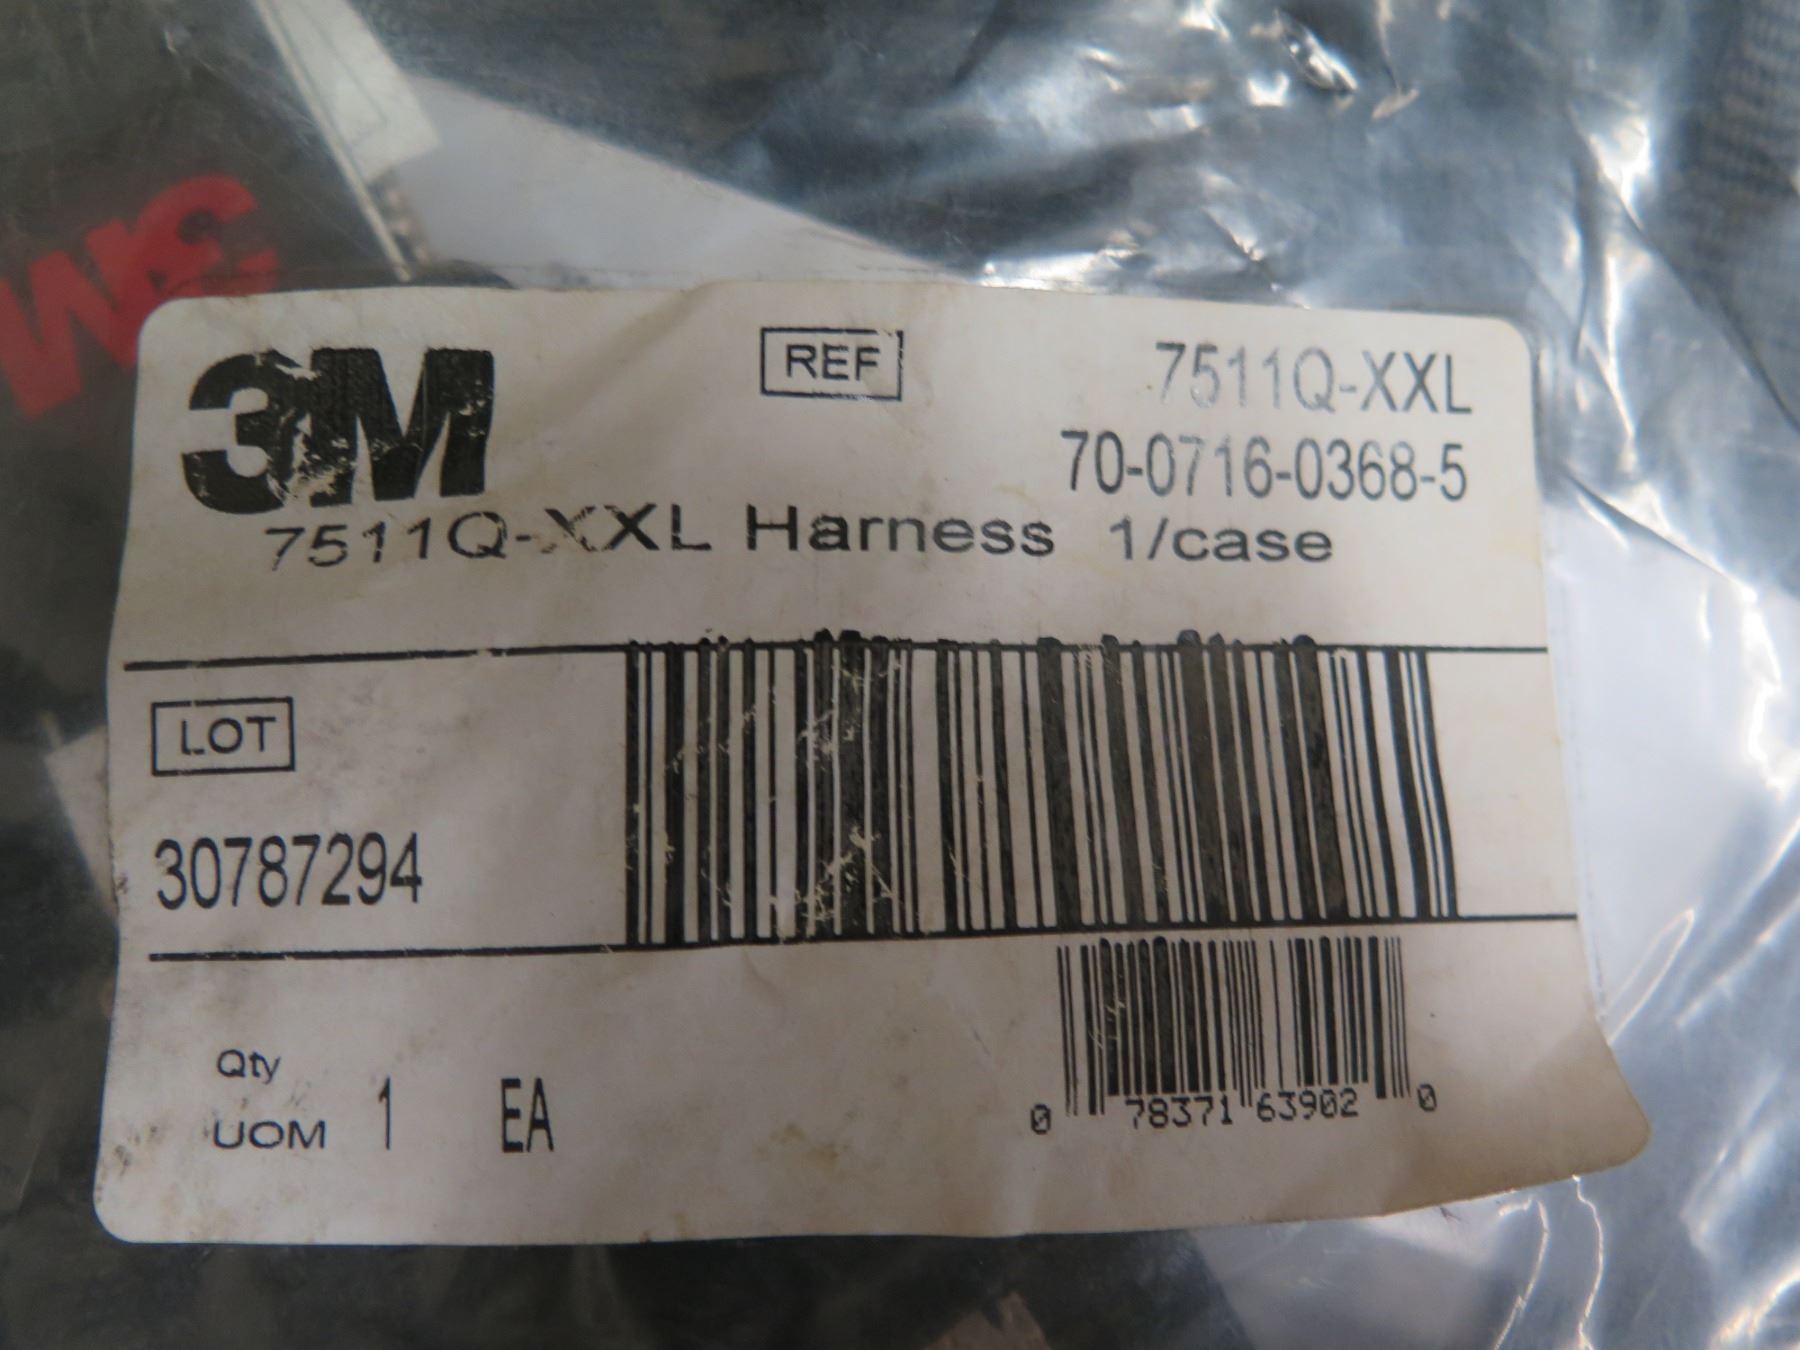 3M
3M
REF 7511Q-XXL
70-0716-0368-5
7511Q-XXL Harness 1/case
LOT
30787294
Qty
UOM 1 EA
0 78371 63902 0